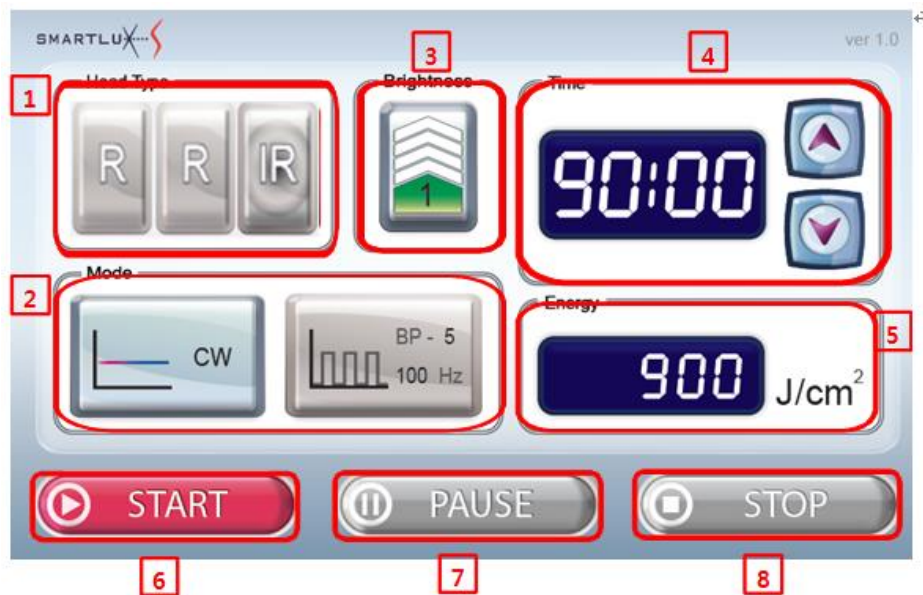 SMARTLUX S
ver 1.0
3
4
1
Head Type
Brightness
Time
R
R
IR
1
90:00
2
Mode
Energy
5
CW
BP - 5
100 Hz
900
J/cm²
START
PAUSE
STOP
6
7
8